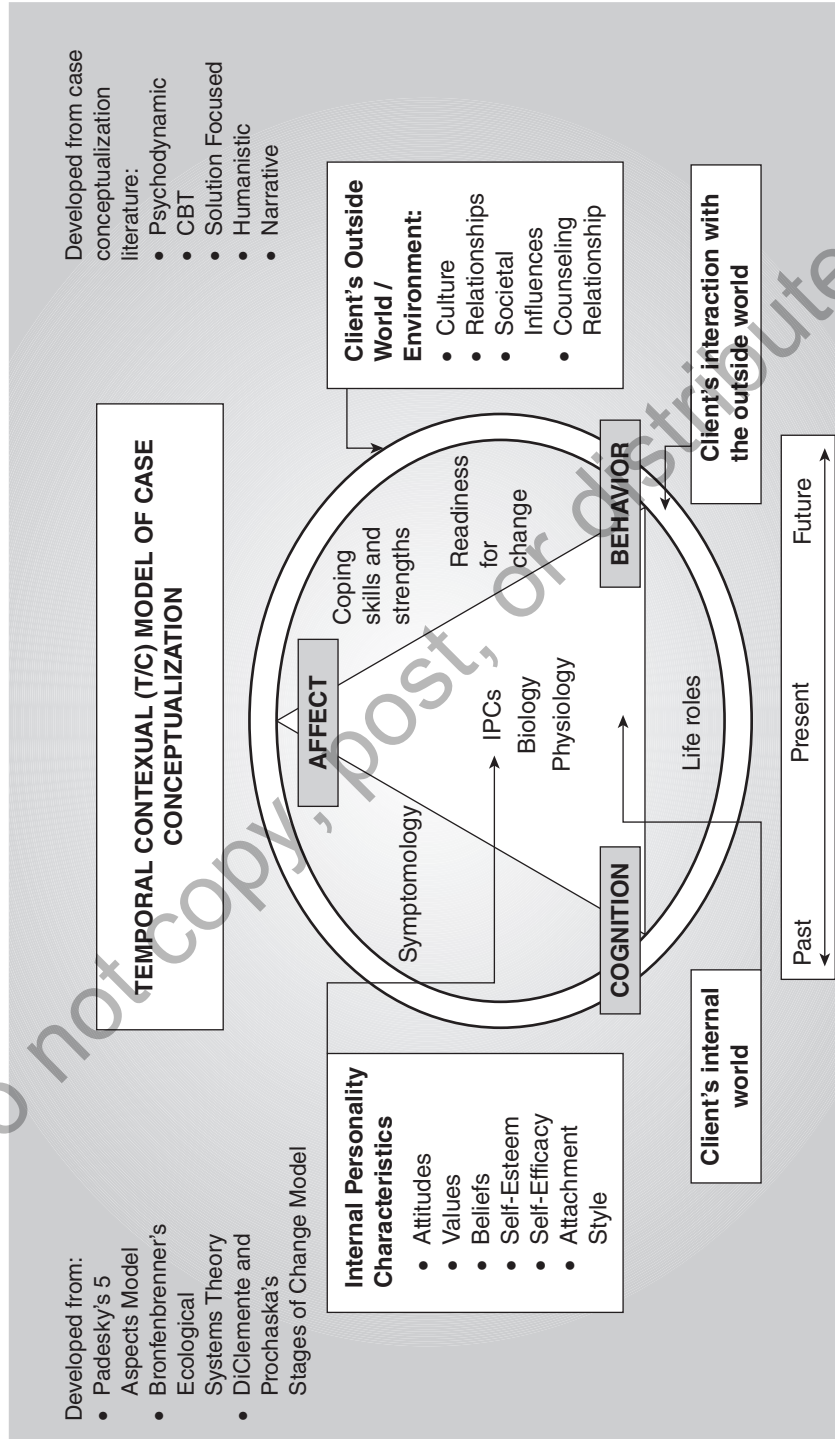 Developed from:
• Padesky's 5
Aspects Model
• Bronfenbrenner's
Ecological
Systems Theory
• DiClemente and
Prochaska's
Stages of Change Model
TEMPORAL CONTEXUAL (T/C) MODEL OF CASE
CONCEPTUALIZATION
Developed from case
conceptualization
literature:
• Psychodynamic
• CBT
• Solution Focused
• Humanistic
• Narrative
Internal Personality
Characteristics
• Attitudes
• Values
• Beliefs
• Self-Esteem
• Self-Efficacy
• Attachment
Style
AFFECT
Symptomology
Coping
skills and
strengths
Readiness
for
change
IPCs
Biology
Physiology
COGNITION
BEHAVIOR
Life roles
Client's Outside
World /
Environment:
• Culture
• Relationships
• Societal
Influences
• Counseling
Relationship
Client's internal
world
Client's interaction with
the outside world
Past Present Future
not copy, post, or distribute